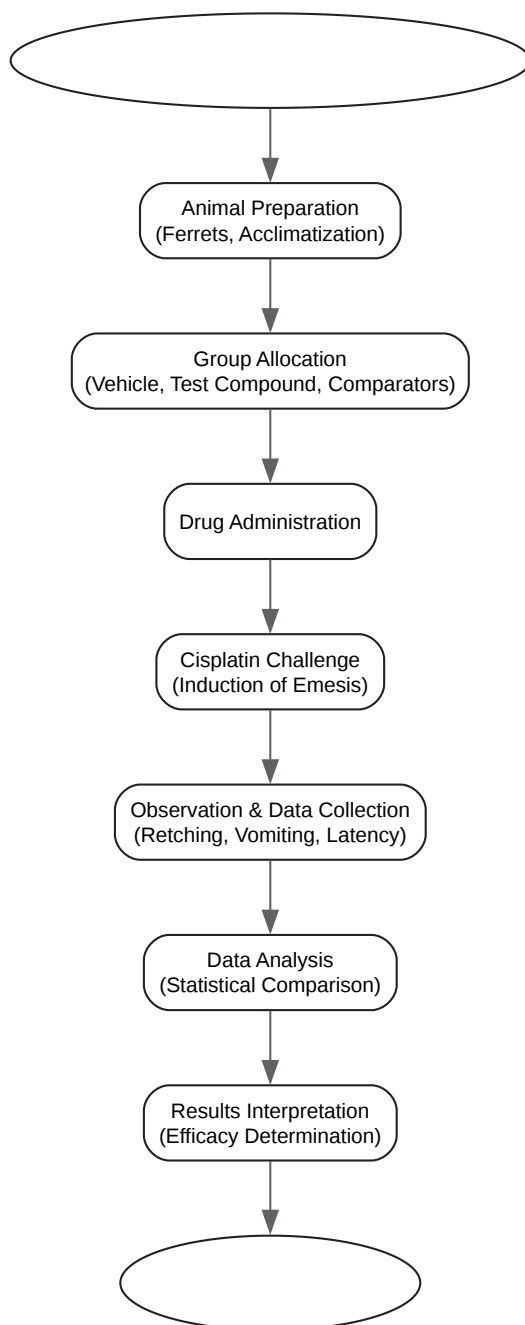 Animal Preparation
(Ferrets, Acclimatization)
Group Allocation
(Vehicle, Test Compound, Comparators)
Drug Administration
Cisplatin Challenge
(Induction of Emesis)
Observation & Data Collection
(Retching, Vomiting, Latency)
Data Analysis
(Statistical Comparison)
Results Interpretation
(Efficacy Determination)